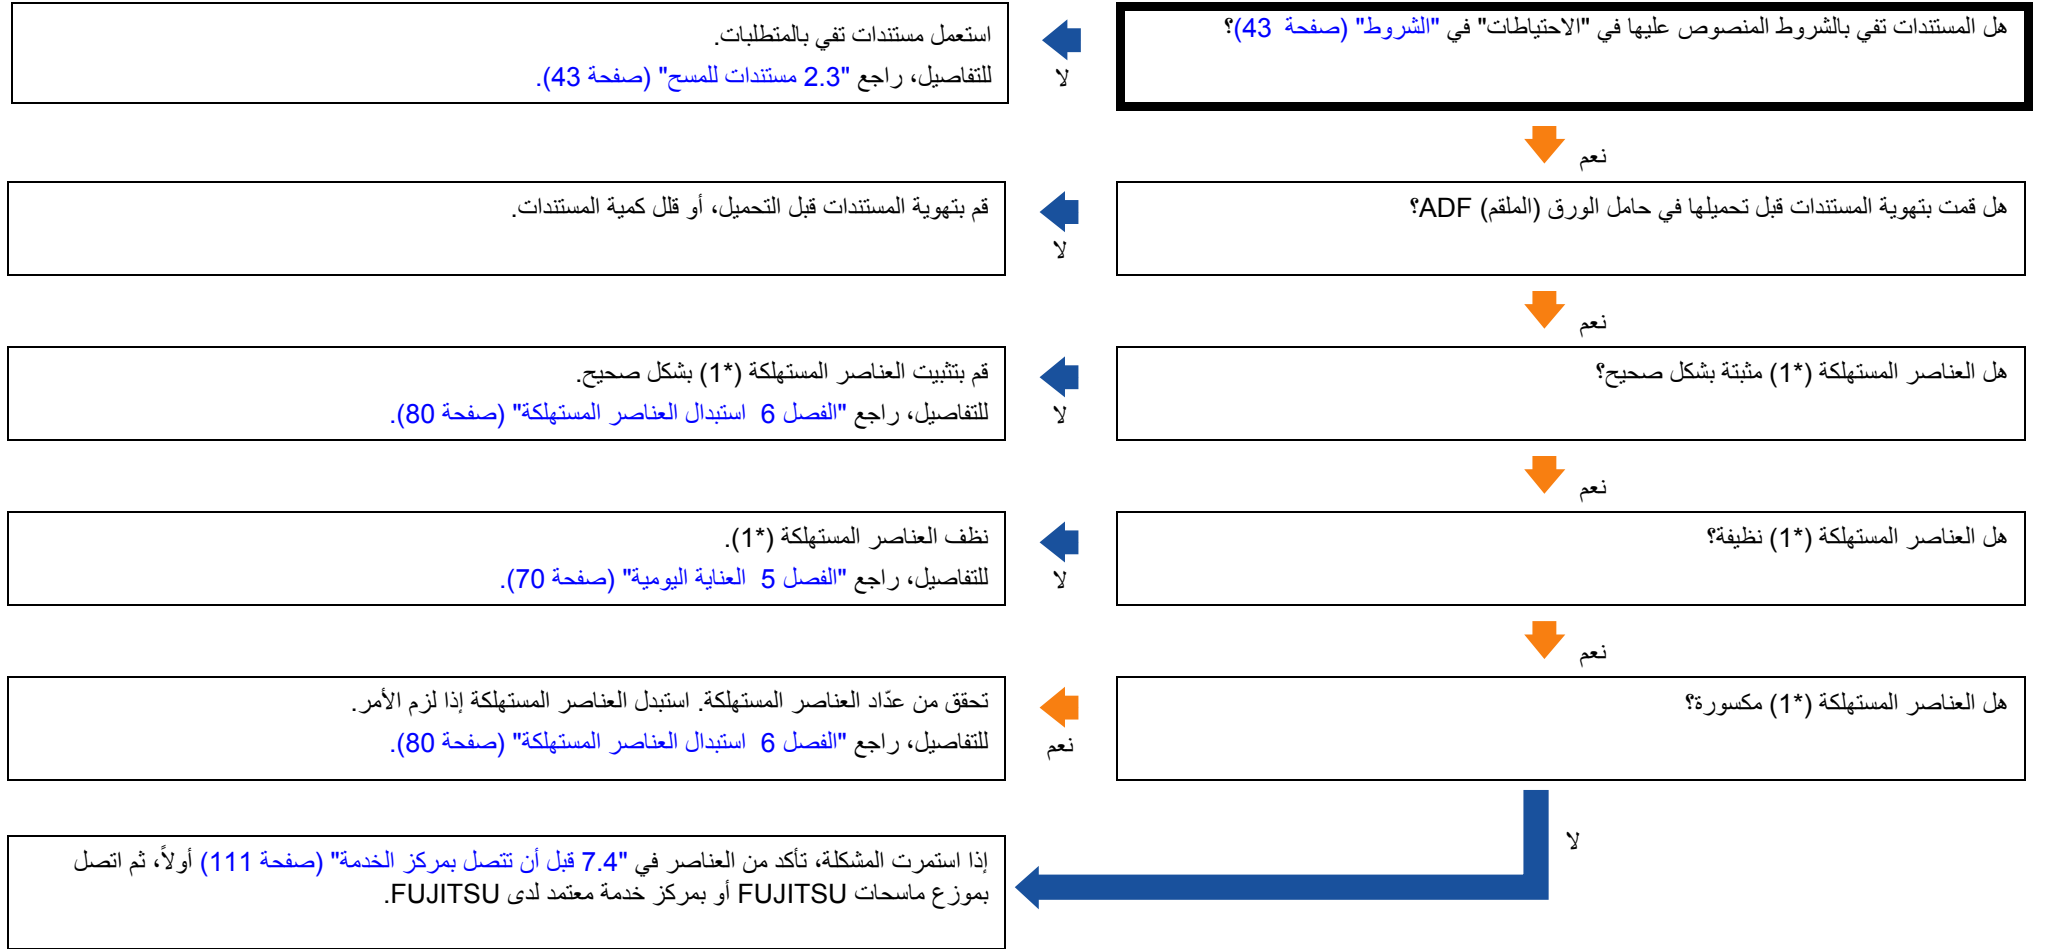 هل المستندات تفي بالشروط المنصوص عليها في "الاحتياطات" في "الشروط" (صفحة 43)؟
لا
استعمل مستندات تفي بالمتطلبات.
للتفاصيل، راجع "2.3 مستندات للمسح" (صفحة 43).
نعم
هل قمت بتهوية المستندات قبل تحميلها في حامل الورق (الملقم) ADF؟
لا
قم بتهوية المستندات قبل التحميل، أو قلل كمية المستندات.
نعم
هل العناصر المستهلكة (*1) مثبتة بشكل صحيح؟
لا
قم بتثبيت العناصر المستهلكة (*1) بشكل صحيح.
للتفاصيل، راجع "الفصل 6 استبدال العناصر المستهلكة" (صفحة 80).
نعم
هل العناصر المستهلكة (*1) نظيفة؟
لا
نظف العناصر المستهلكة (*1).
للتفاصيل، راجع "الفصل 5 العناية اليومية" (صفحة 70).
نعم
هل العناصر المستهلكة (*1) مكسورة؟
نعم
تحقق من عدّاد العناصر المستهلكة. استبدل العناصر المستهلكة إذا لزم الأمر.
للتفاصيل، راجع "الفصل 6 استبدال العناصر المستهلكة" (صفحة 80).
لا
إذا استمرت المشكلة، تأكد من العناصر في "7.4 قبل أن تتصل بمركز الخدمة" (صفحة 111) أولاً، ثم اتصل
بموزع ماسحات FUJITSU أو بمركز خدمة معتمد لدى FUJITSU.